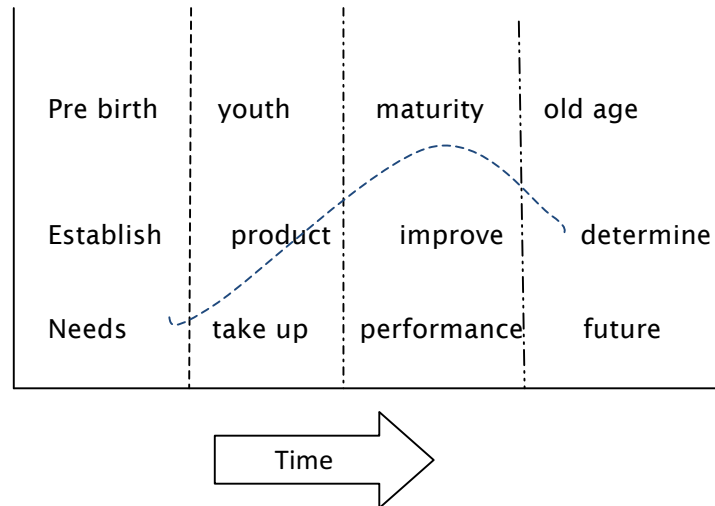 Pre birth youth maturity old age
Establish product improve determine
Needs take up performance future
Time